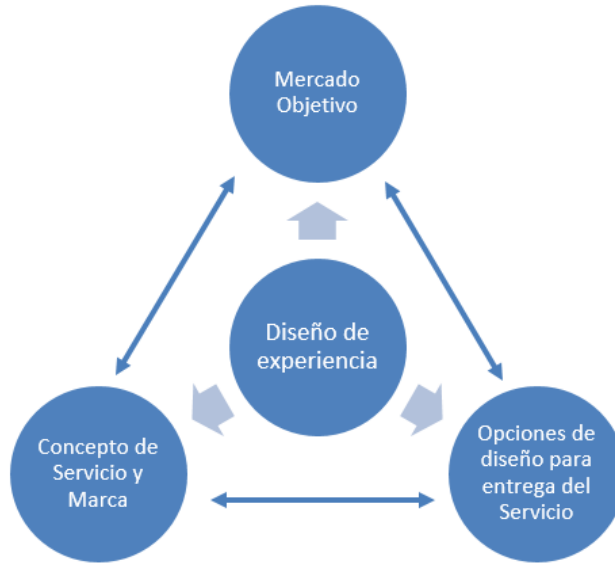 Mercado
Objetivo
Diseño de
experiencia
Concepto de
Servicio y
Marca
Opciones de
diseño para
entrega del
Servicio